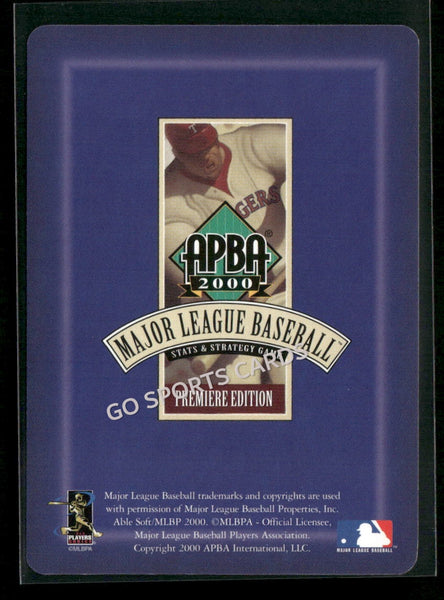 T
GERS
APBA®
2000
MAJOR LEAGUE BASEBALL™
STATS & STRATEGY GAME
GO SPORTS CARDS
PREMIERE EDITION
Major League Baseball trademarks and copyrights are used
with permission of Major League Baseball Properties, Inc.
Able Soft/MLBP 2000. ©MLBPA - Official Licensee,
Major League Baseball Players Association.
Copyright 2000 APBA International, LLC.
PLAYERS
CHOICE
©MLBPA
MAJOR LEAGUE BASEBALL